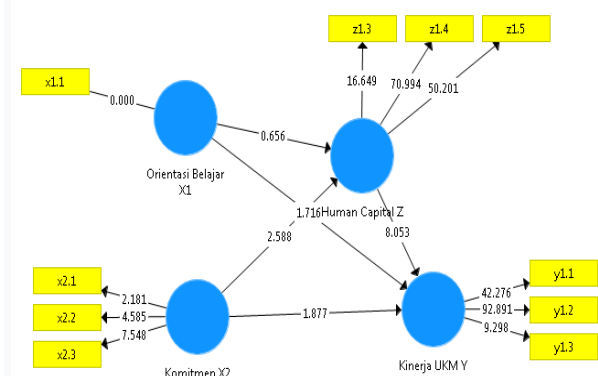 z1.3
z1.4
z1.5
x1.1
16.649
70.994
50.201
0.000
0.656
Orientasi Belajar
X1
1.716
Human Capital Z
2.588
8.053
x2.1
x2.2
x2.3
2.181
4.585
7.548
1.877
42.276
92.891
9.298
y1.1
y1.2
y1.3
Komitmen X2
Kinerja UKM Y